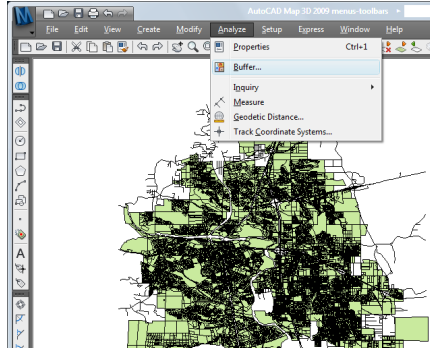 AutoCAD Map 3D 2009 menus-toolbars
File Edit View Create Modify Analyze Setup Express Window Help
Properties Ctrl+1
Buffer...
Inquiry
Measure
Geodetic Distance...
Track Coordinate Systems...
A